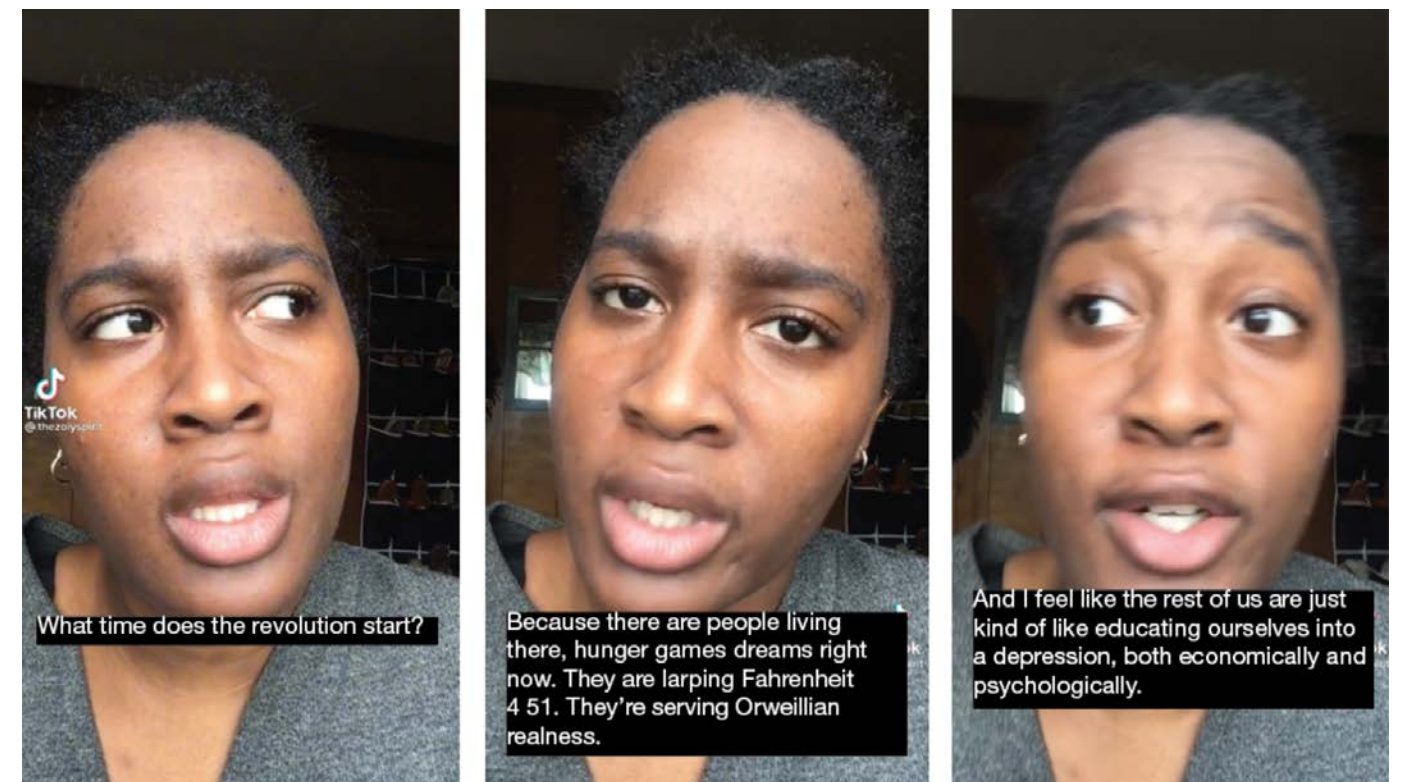 TikTok
@thezolyspirit
What time does the revolution start?
Because there are people living
there, hunger games dreams right
now. They are larping Fahrenheit
4 51. They're serving Orweillian
realness.
And I feel like the rest of us are just
kind of like educating ourselves into
a depression, both economically and
psychologically.